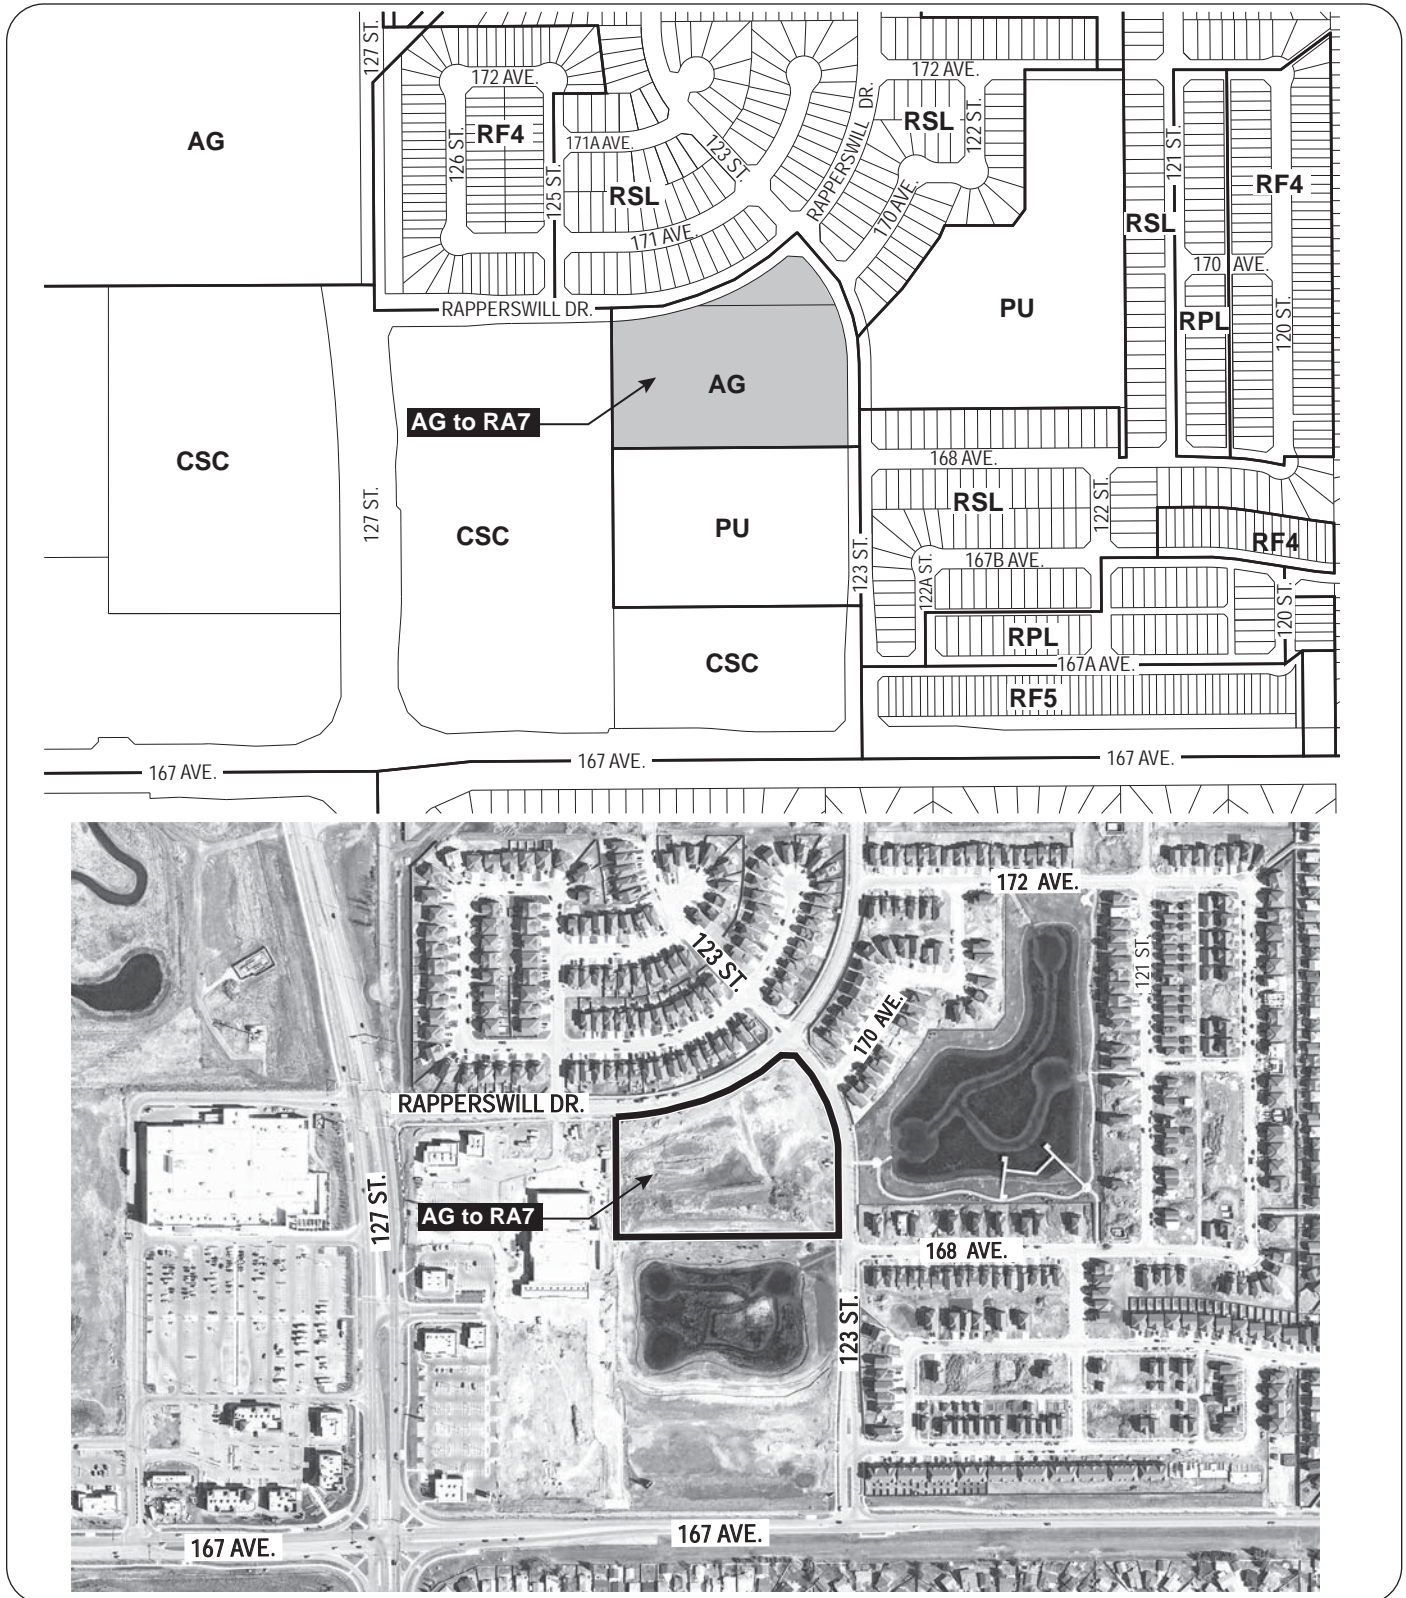 127 ST.
172 AVE.
172 AVE.
RAPPERSWILL DR.
AG
RF4
126 ST.
171A AVE.
123 ST.
RSL
122 ST.
121 ST.
RF4
125 ST.
RSL
170 AVE.
RSL
171 AVE.
170 AVE.
RAPPERSWILL DR.
PU
RPL
120 ST.
AG
AG to RA7
CSC
168 AVE.
127 ST.
CSC
PU
RSL
122 ST.
RF4
123 ST.
122A ST.
167B AVE.
120 ST.
RPL
CSC
167A AVE.
RF5
167 AVE.
167 AVE.
167 AVE.
172 AVE.
123 ST.
121 ST.
170 AVE.
RAPPERSWILL DR.
127 ST.
AG to RA7
168 AVE.
123 ST.
167 AVE.
167 AVE.